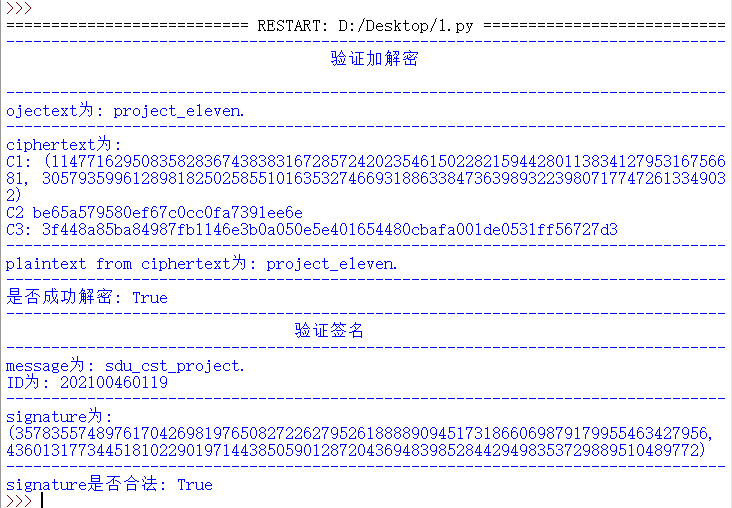 >>>
=========================== RESTART: D:/Desktop/1.py ===========================
--------------------------------------------------------------------------------
验证加解密
--------------------------------------------------------------------------------
ojectext为: project_eleven.
--------------------------------------------------------------------------------
ciphertext为:
C1: (114771629508358283674383831672857242023546150228215944280113834127953167566
81, 3057935996128981825025855101635327466931886338473639893223980717747261334903
2)
C2 be65a579580ef67c0cc0fa7391ee6e
C3: 3f448a85ba84987fb1146e3b0a050e5e401654480cbafa001de0531ff56727d3
--------------------------------------------------------------------------------
plaintext from ciphertext为: project_eleven.
--------------------------------------------------------------------------------
是否成功解密: True
--------------------------------------------------------------------------------
验证签名
--------------------------------------------------------------------------------
message为: sdu_cst_project.
ID为: 202100460119
--------------------------------------------------------------------------------
signature为:
(35783557489761704269819765082722627952618888909451731866069879179955463427956,
43601317734451810229019714438505901287204369483985284429498353729889510489772)
--------------------------------------------------------------------------------
signature是否合法: True
>>>